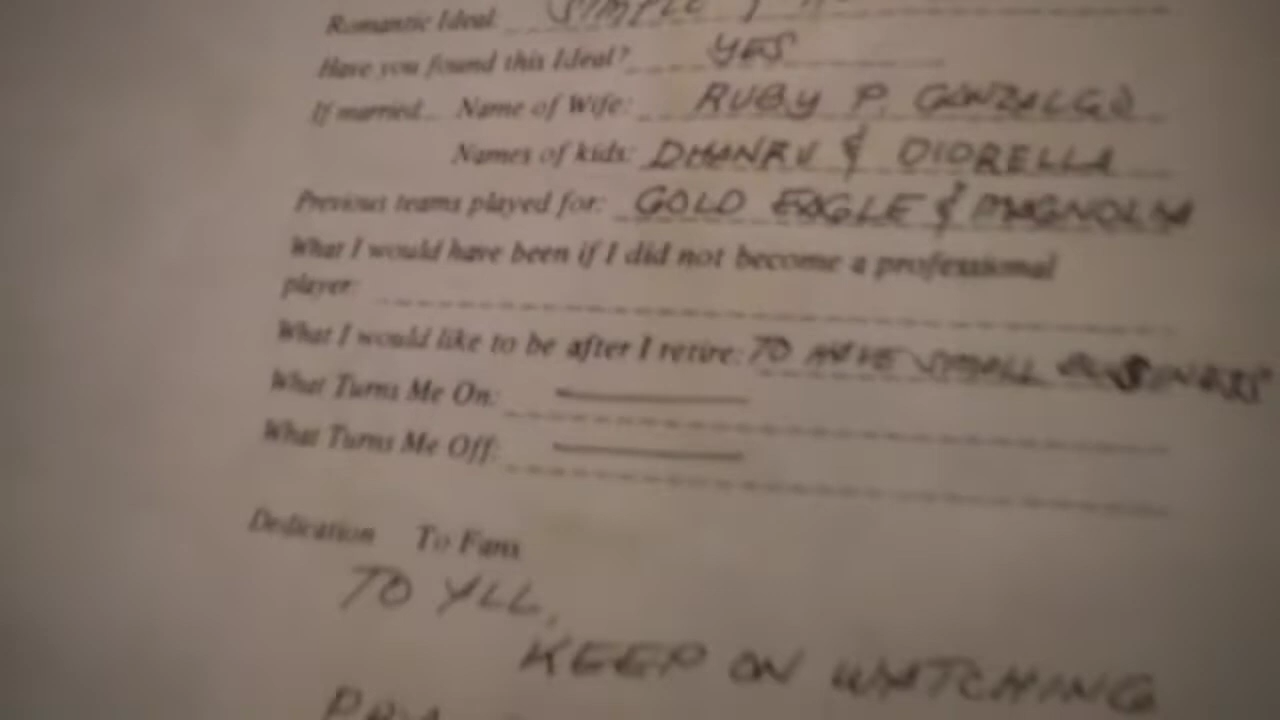 Romantic Ideal: SIMPLE
Have you found this Ideal? YES
If married... Name of Wife: RUBY P. GONZALGO
Names of kids: DHANRV & DIORELLA
Previous teams played for: GOLD EAGLE & MAGNOLIA
What I would have been if I did not become a professional
player:
What I would like to be after I retire: TO HAVE SMALL BUSINESS
What Turns Me On:
What Turns Me Off:
Dedication To Fans
TO YLL,
KEEP ON WATCHING